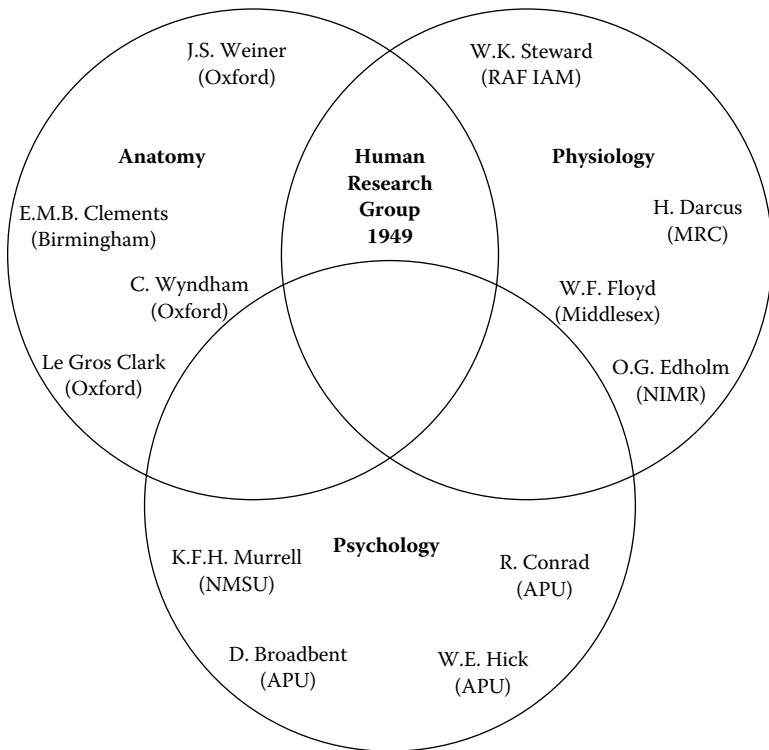 J.S. Weiner
(Oxford)
W.K. Steward
(RAF IAM)
Anatomy
Human
Research
Group
1949
Physiology
E.M.B. Clements
(Birmingham)
H. Darcus
(MRC)
C. Wyndham
(Oxford)
W.F. Floyd
(Middlesex)
Le Gros Clark
(Oxford)
O.G. Edholm
(NIMR)
K.F.H. Murrell
(NMSU)
Psychology
R. Conrad
(APU)
D. Broadbent
(APU)
W.E. Hick
(APU)